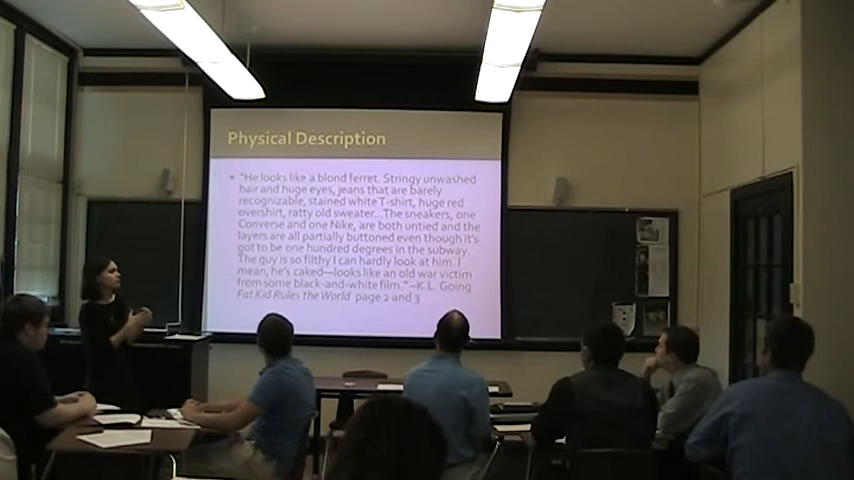 Physical Description
"He looks like a blond ferret. Stringy unwashed
hair and huge eyes, jeans that are barely
recognizable, stained white T-shirt, huge red
overshirt, ratty old sweater...The sneakers, one
Converse and one Nike, are both untied and the
layers are all partially buttoned even though it's
got to be one hundred degrees in the subway.
The guy is so filthy I can hardly look at him. I
mean, he's caked—looks like an old war victim
from some black-and-white film." –K.L. Going
Fat Kid Rules the World page 2 and 3